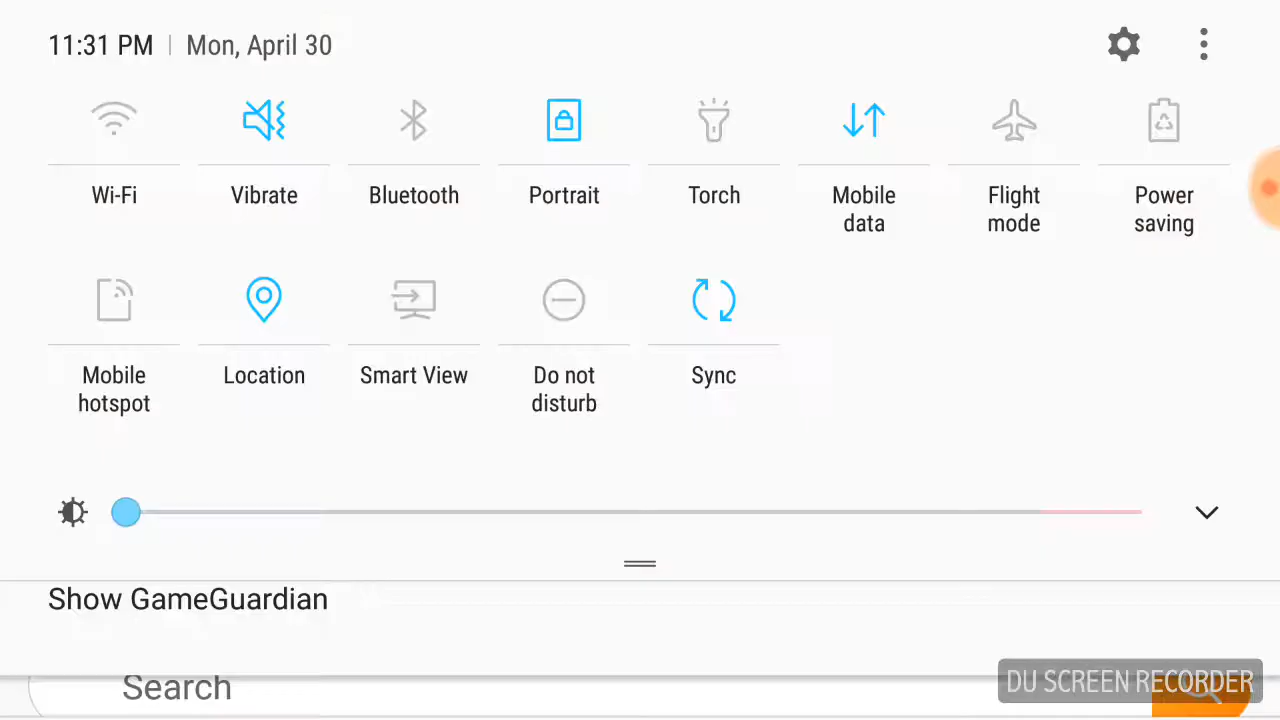 11:31 PM | Mon, April 30
Wi-Fi
Vibrate
Bluetooth
Portrait
Torch
Mobile
data
Flight
mode
Power
saving
Mobile
hotspot
Location
Smart View
Do not
disturb
Sync
Show GameGuardian
Search
DU SCREEN RECORDER